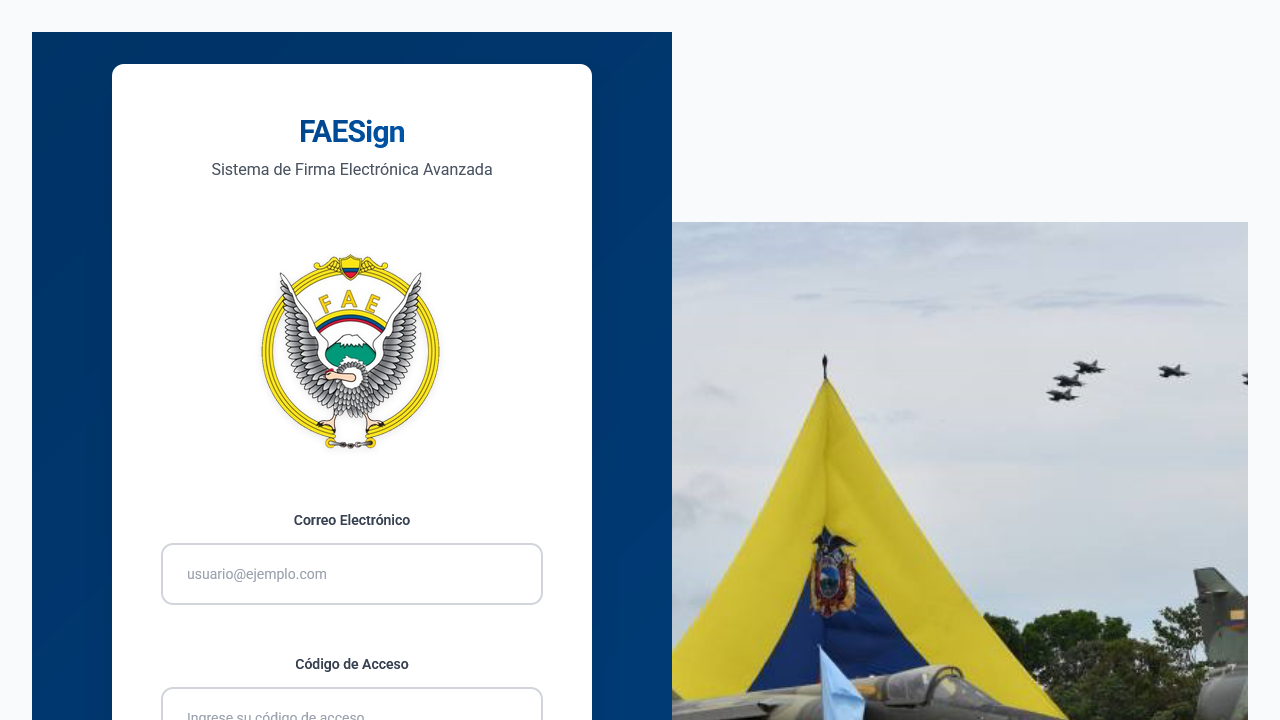 FAESign
Sistema de Firma Electrónica Avanzada
FAE
Correo Electrónico
usuario@ejemplo.com
Código de Acceso
Ingrese su código de acceso